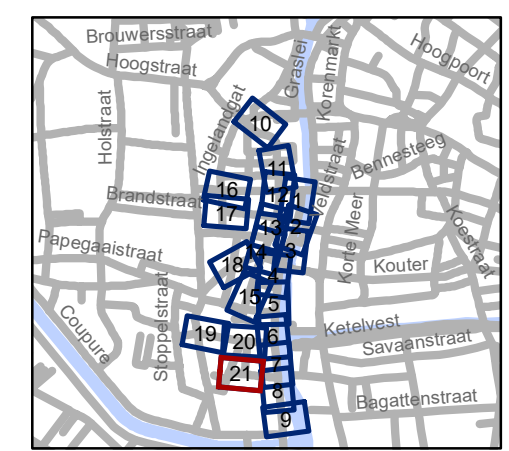 Brouwersstraat
Hoogstraat
Graslei
Korenmarkt
Hoogpoort
Holstraat
Ingelandgat
10
Bennesteeg
11
Veldstraat
16
12
1
Brandstraat
17
13
2
Korte Meer
Koestraat
Papegaaistraat
14
3
18
4
Kouter
15
5
Coupure
Stoppelstraat
19
20
6
Ketelvest
Savaanstraat
21
7
8
Bagattenstraat
9